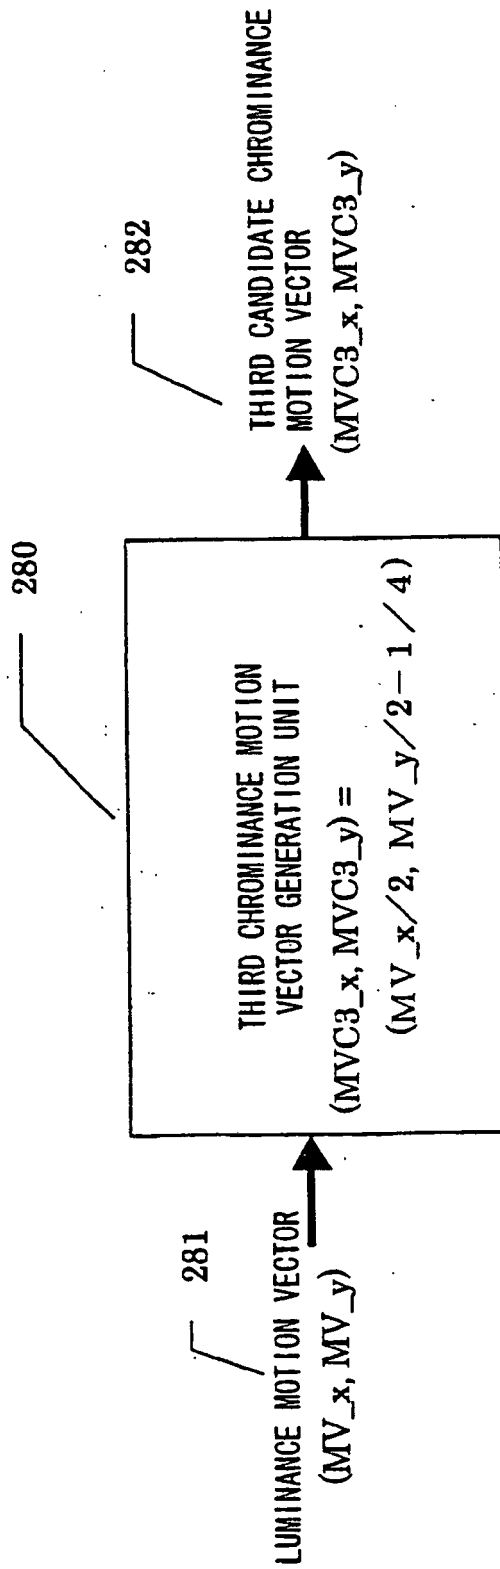 280
281
LUMINANCE MOTION VECTOR
(MV_x, MV_y)
THIRD CHROMINANCE MOTION
VECTOR GENERATION UNIT
(MVC3_x, MVC3_y) =
(MV_x/2, MV_y/2-1/4)
282
THIRD CANDIDATE CHROMINANCE
MOTION VECTOR
(MVC3_x, MVC3_y)